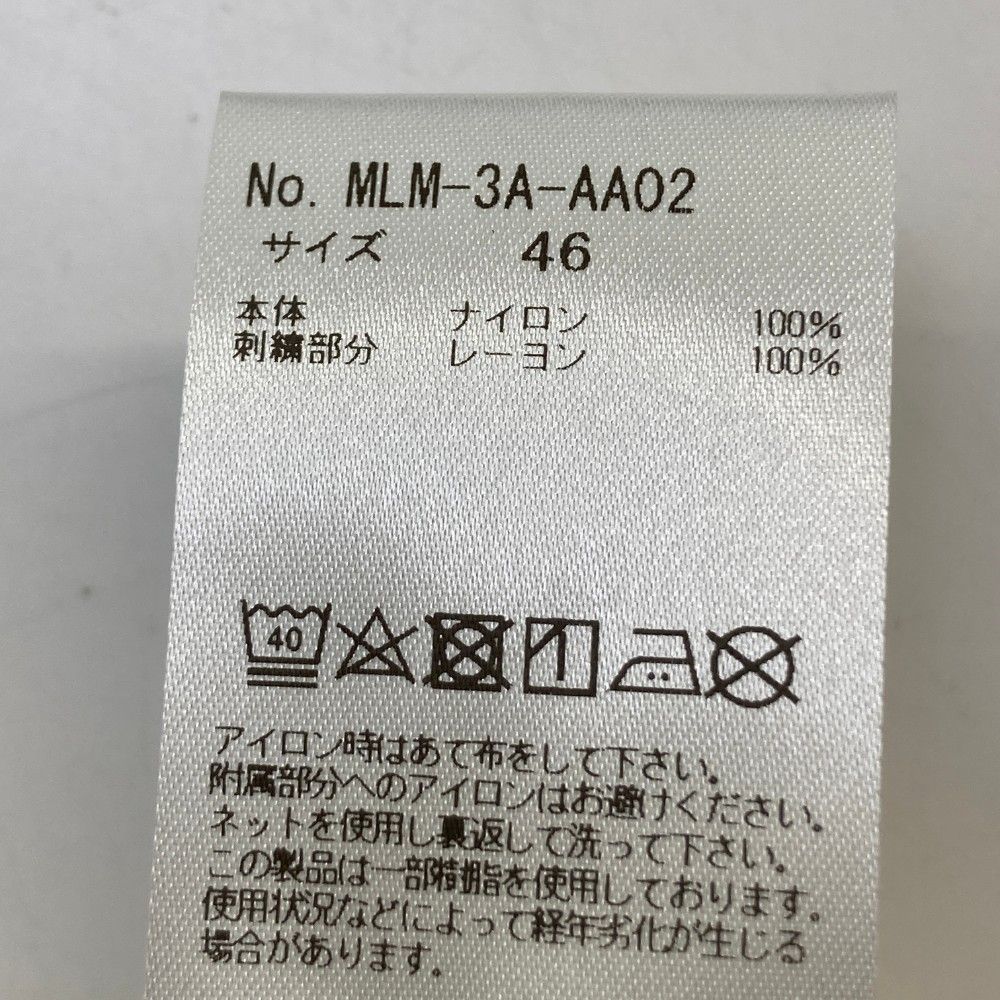 No. MLM-3A-AA02
サイズ 46
本体 ナイロン 100%
刺繍部分 レーヨン 100%
40
アイロン時はあて布をして下さい。
附属部分へのアイロンはお避けください。
ネットを使用し裏返して洗って下さい。
この製品は一部樹脂を使用しております。
使用状況などによって経年劣化が生じる
場合があります。